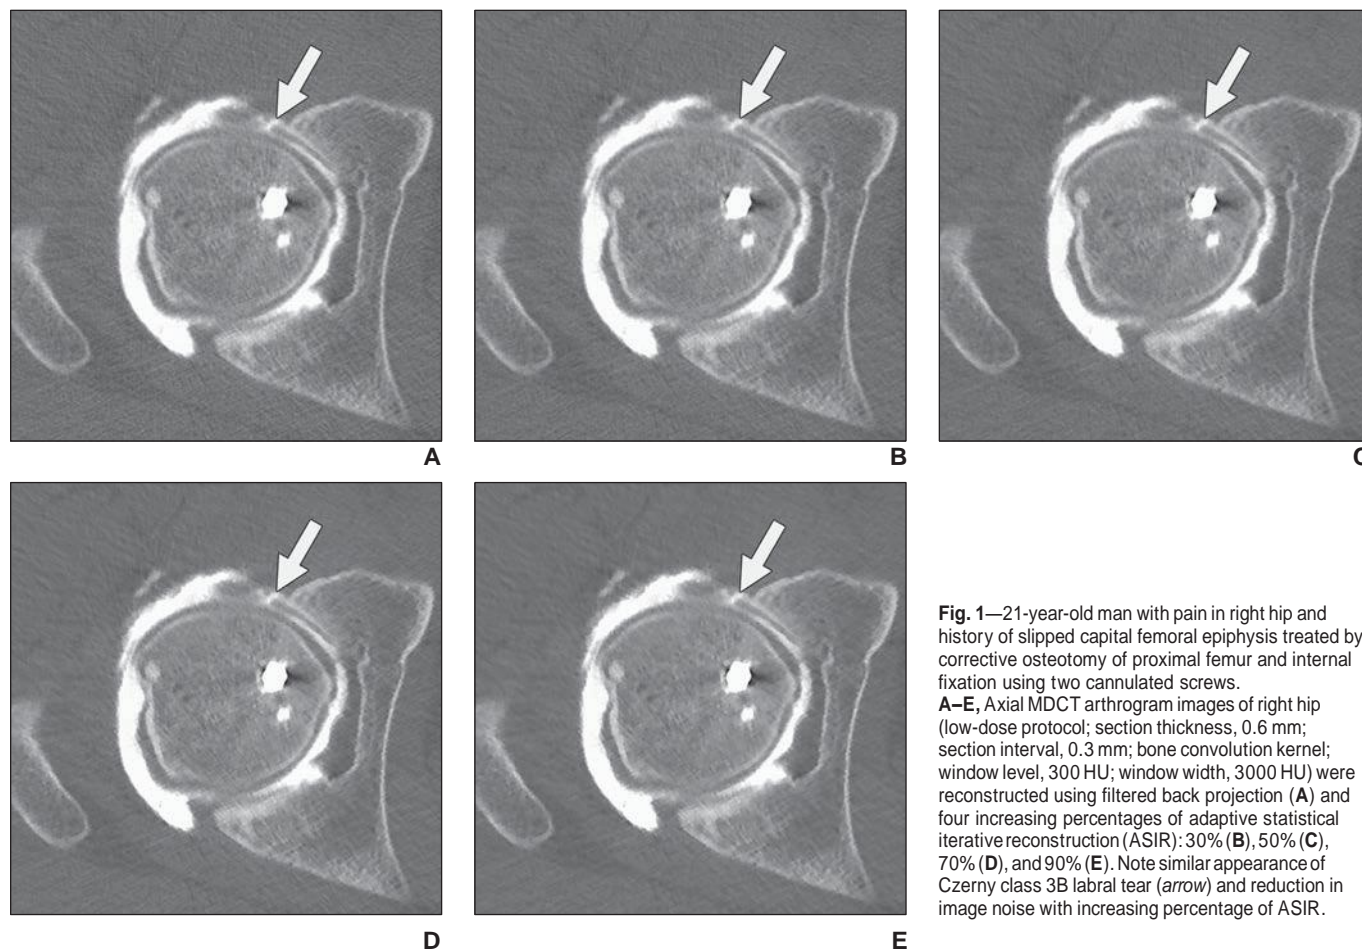 A
B
C
D
E
Fig. 1—21-year-old man with pain in right hip and
history of slipped capital femoral epiphysis treated by
corrective osteotomy of proximal femur and internal
fixation using two cannulated screws.
A–E, Axial MDCT arthrogram images of right hip
(low-dose protocol; section thickness, 0.6 mm;
section interval, 0.3 mm; bone convolution kernel;
window level, 300 HU; window width, 3000 HU) were
reconstructed using filtered back projection (A) and
four increasing percentages of adaptive statistical
iterative reconstruction (ASIR): 30% (B), 50% (C),
70% (D), and 90% (E). Note similar appearance of
Czerny class 3B labral tear (arrow) and reduction in
image noise with increasing percentage of ASIR.